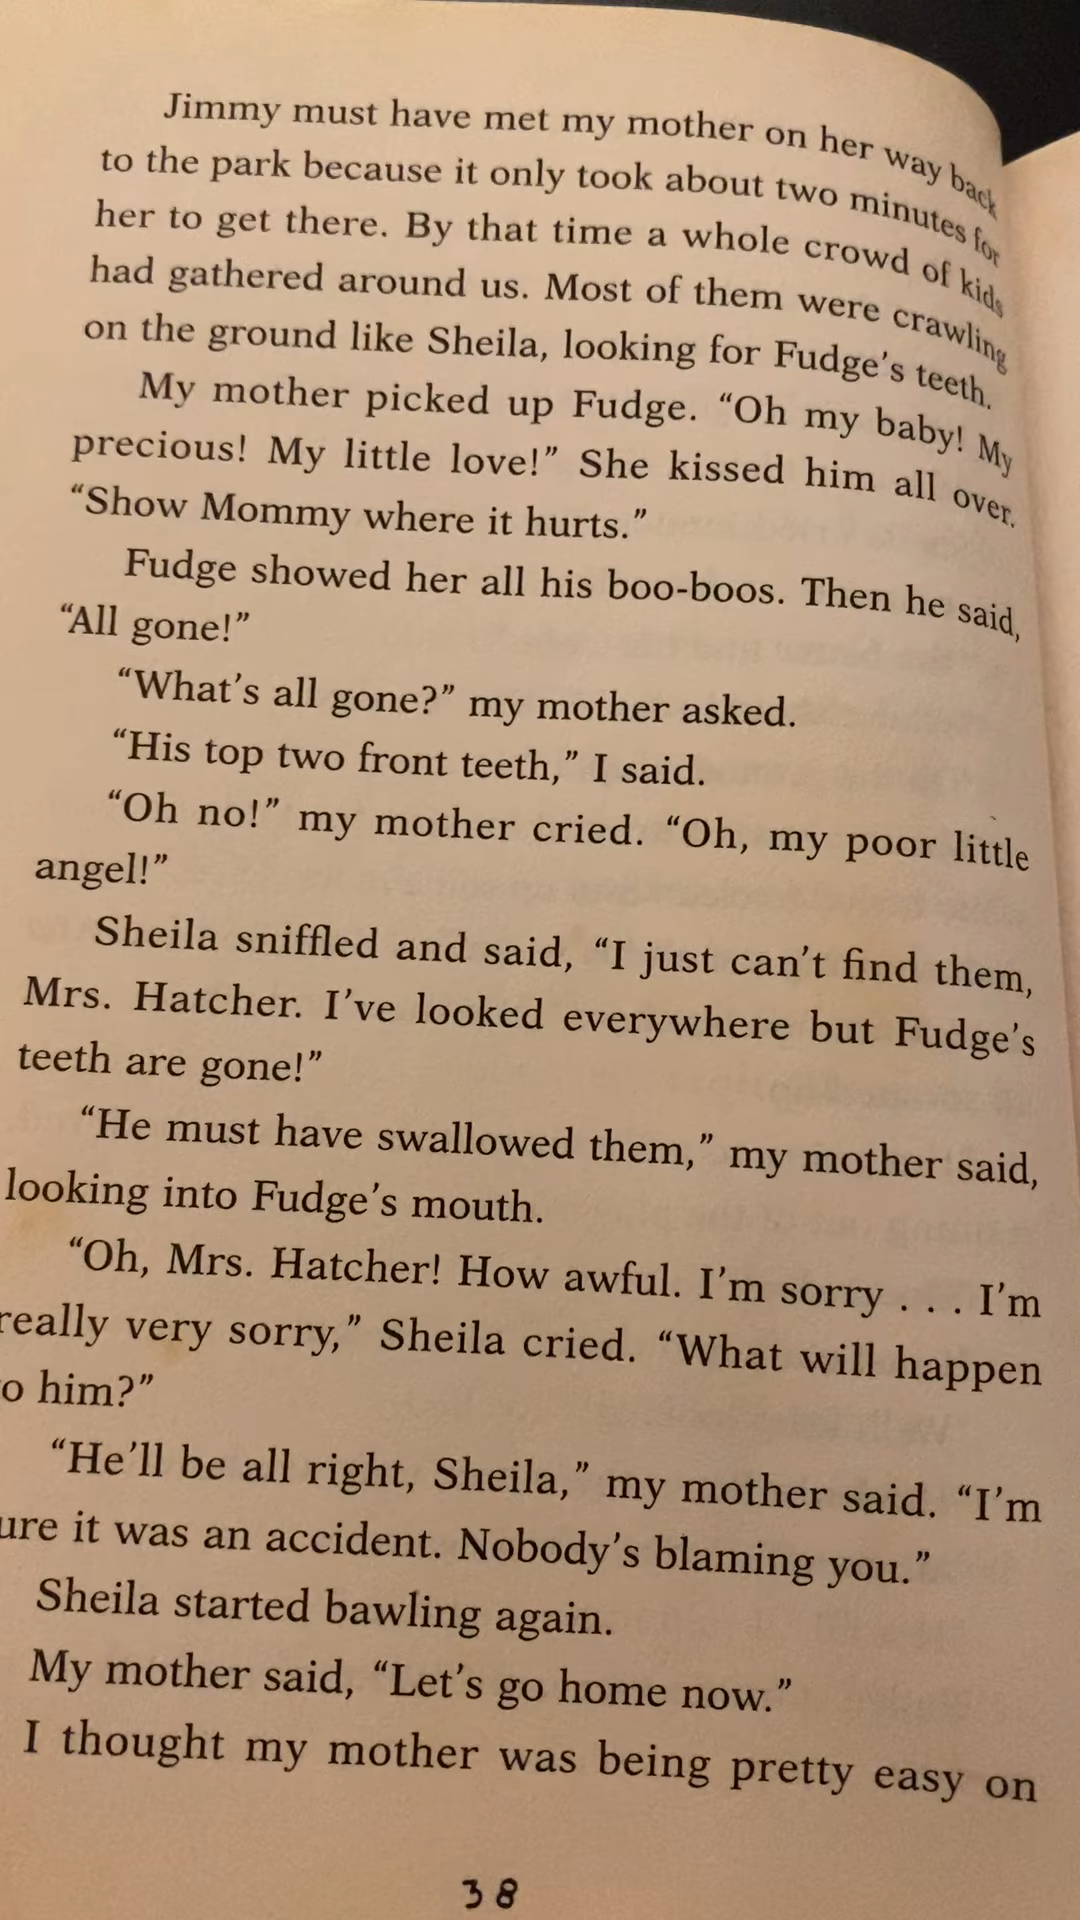 Jimmy must have met my mother on her way back
to the park because it only took about two minutes for
her to get there. By that time a whole crowd of kids
had gathered around us. Most of them were crawling
on the ground like Sheila, looking for Fudge's teeth.
My mother picked up Fudge. “Oh my baby! My
precious! My little love!” She kissed him all over.
“Show Mommy where it hurts.”
Fudge showed her all his boo-boos. Then he said,
“All gone!”
“What's all gone?” my mother asked.
“His top two front teeth,” I said.
“Oh no!” my mother cried. “Oh, my poor little
angel!”
Sheila sniffled and said, “I just can't find them,
Mrs. Hatcher. I've looked everywhere but Fudge's
teeth are gone!”
“He must have swallowed them,” my mother said,
looking into Fudge's mouth.
“Oh, Mrs. Hatcher! How awful. I'm sorry . . . I'm
really very sorry,” Sheila cried. “What will happen
o him?”
“He'll be all right, Sheila,” my mother said. “I'm
ure it was an accident. Nobody's blaming you.”
Sheila started bawling again.
My mother said, “Let's go home now.”
I thought my mother was being pretty easy on
38